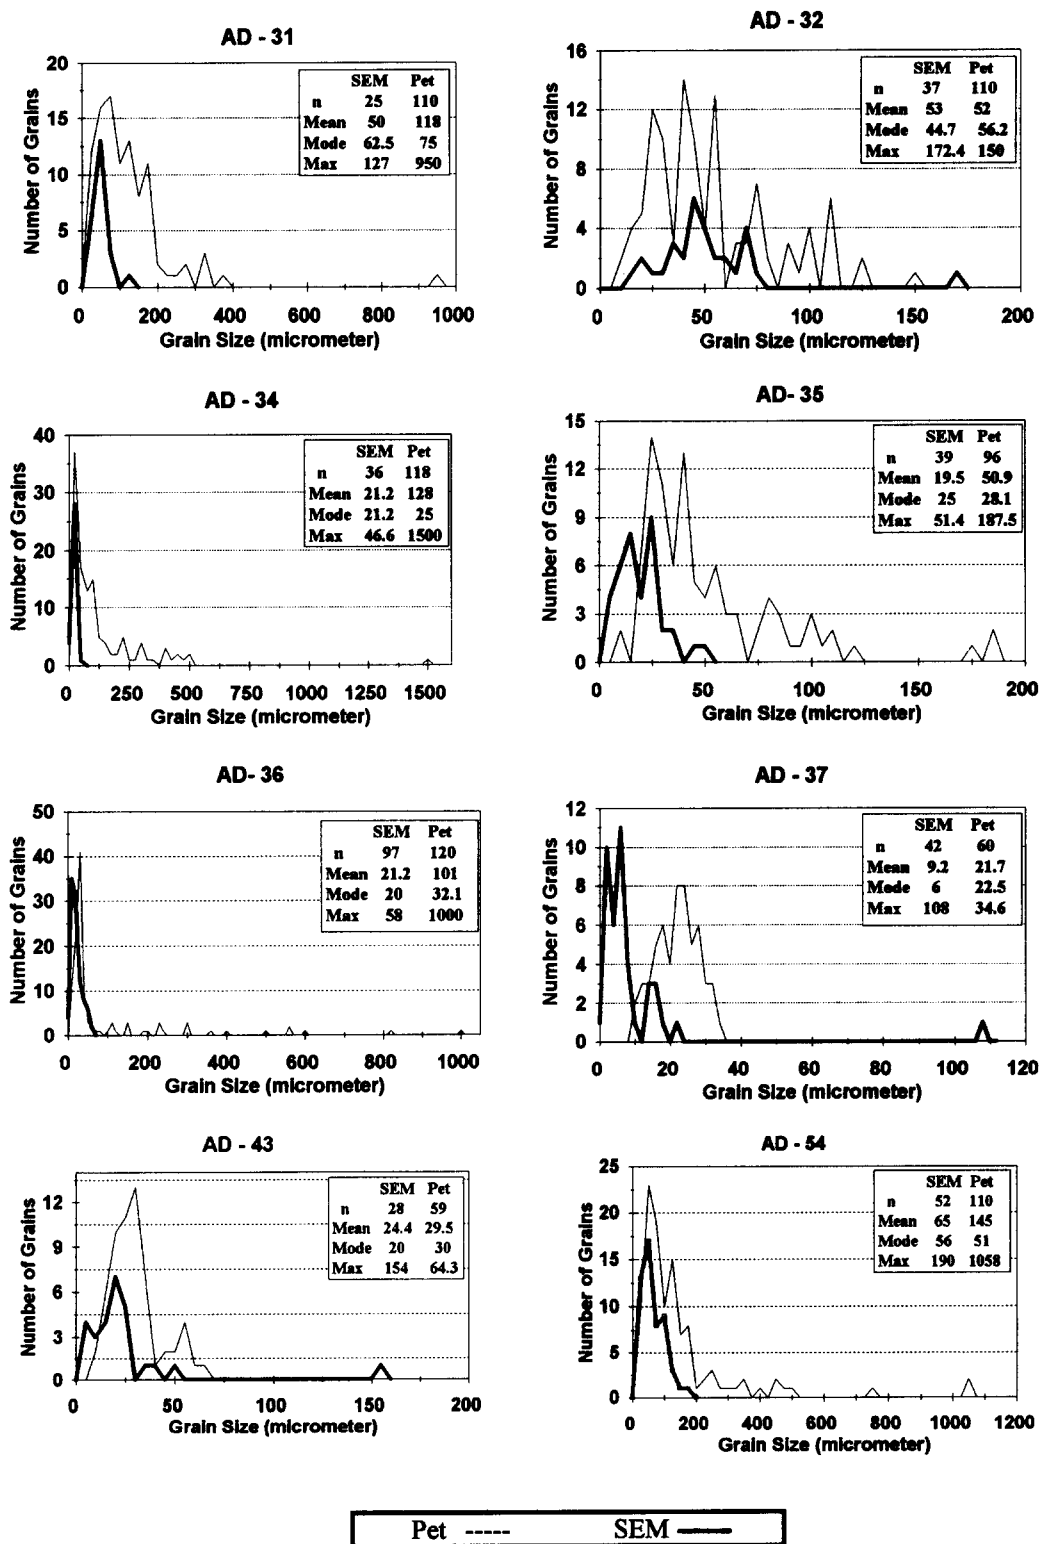 AD - 31
20
15
10
5
0
Number of Grains
SEM Pet
n 25 110
Mean 50 118
Mode 62.5 75
Max 127 950
0 200 400 600 800 1000
Grain Size (micrometer)
AD - 32
16
12
8
4
0
Number of Grains
SEM Pet
n 37 110
Mean 53 52
Mode 44.7 56.2
Max 172.4 150
0 50 100 150 200
Grain Size (micrometer)
AD - 34
40
30
20
10
0
Number of Grains
SEM Pet
n 36 118
Mean 21.2 128
Mode 21.2 25
Max 46.6 1500
0 250 500 750 1000 1250 1500
Grain Size (micrometer)
AD- 35
15
12
9
6
3
0
Number of Grains
SEM Pet
n 39 96
Mean 19.5 50.9
Mode 25 28.1
Max 51.4 187.5
0 50 100 150 200
Grain Size (micrometer)
AD- 36
50
40
30
20
10
0
Number of Grains
SEM Pet
n 97 120
Mean 21.2 101
Mode 20 32.1
Max 58 1000
0 200 400 600 800 1000
Grain Size (micrometer)
AD - 37
12
10
8
6
4
2
0
Number of Grains
SEM Pet
n 42 60
Mean 9.2 21.7
Mode 6 22.5
Max 108 34.6
0 20 40 60 80 100 120
Grain Size (micrometer)
AD - 43
12
9
6
3
0
Number of Grains
SEM Pet
n 28 59
Mean 24.4 29.5
Mode 20 30
Max 154 64.3
0 50 100 150 200
Grain Size (micrometer)
AD - 54
25
20
15
10
5
0
Number of Grains
SEM Pet
n 52 110
Mean 65 145
Mode 56 51
Max 190 1058
0 200 400 600 800 1000 1200
Grain Size (micrometer)
Pet ----- SEM